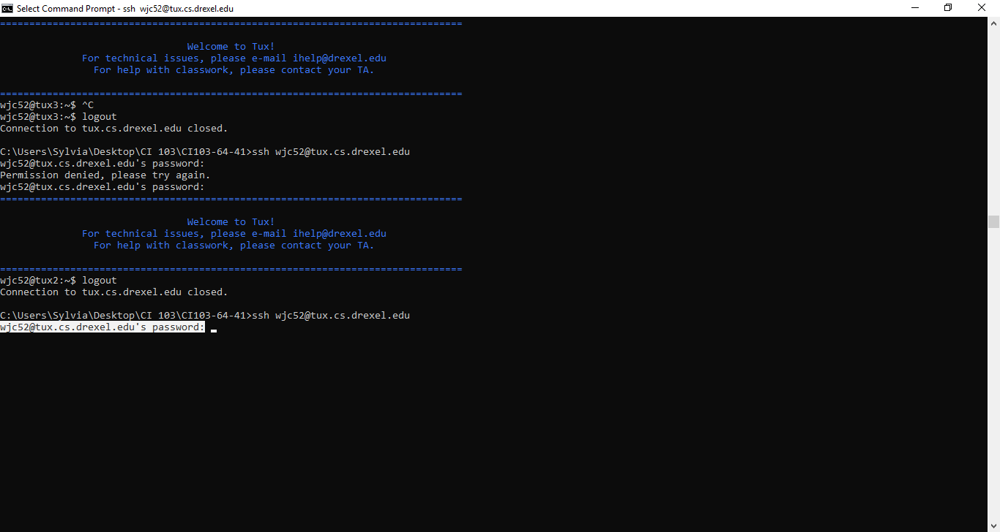 Select Command Prompt - ssh  wjc52@tux.cs.drexel.edu
===============================================================================
Welcome to Tux!
For technical issues, please e-mail ihelp@drexel.edu
For help with classwork, please contact your TA.
===============================================================================
wjc52@tux3:~$ ^C
wjc52@tux3:~$ logout
Connection to tux.cs.drexel.edu closed.
C:\Users\Sylvia\Desktop\CI 103\CI103-64-41>ssh wjc52@tux.cs.drexel.edu
wjc52@tux.cs.drexel.edu's password:
Permission denied, please try again.
wjc52@tux.cs.drexel.edu's password:
===============================================================================
Welcome to Tux!
For technical issues, please e-mail ihelp@drexel.edu
For help with classwork, please contact your TA.
===============================================================================
wjc52@tux2:~$ logout
Connection to tux.cs.drexel.edu closed.
C:\Users\Sylvia\Desktop\CI 103\CI103-64-41>ssh wjc52@tux.cs.drexel.edu
wjc52@tux.cs.drexel.edu's password: